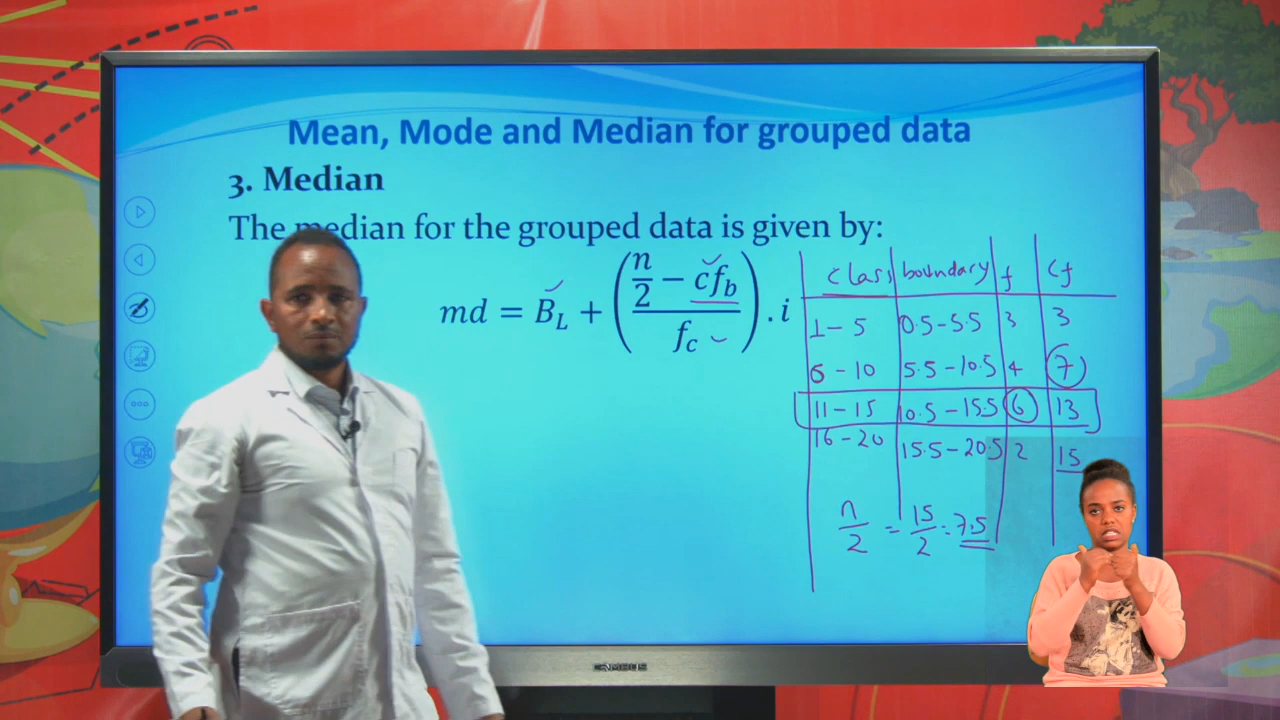 Mean, Mode and Median for grouped data
3. Median
The median for the grouped data is given by:
md = B_L + ( (n/2 − cf_b) / f_c ) . i
class boundary f cf
1 – 5 0.5 – 5.5 3 3
6 – 10 5.5 – 10.5 4 7
11 – 15 10.5 – 15.5 6 13
16 – 20 15.5 – 20.5 2 15
n/2 = 15/2 = 7.5